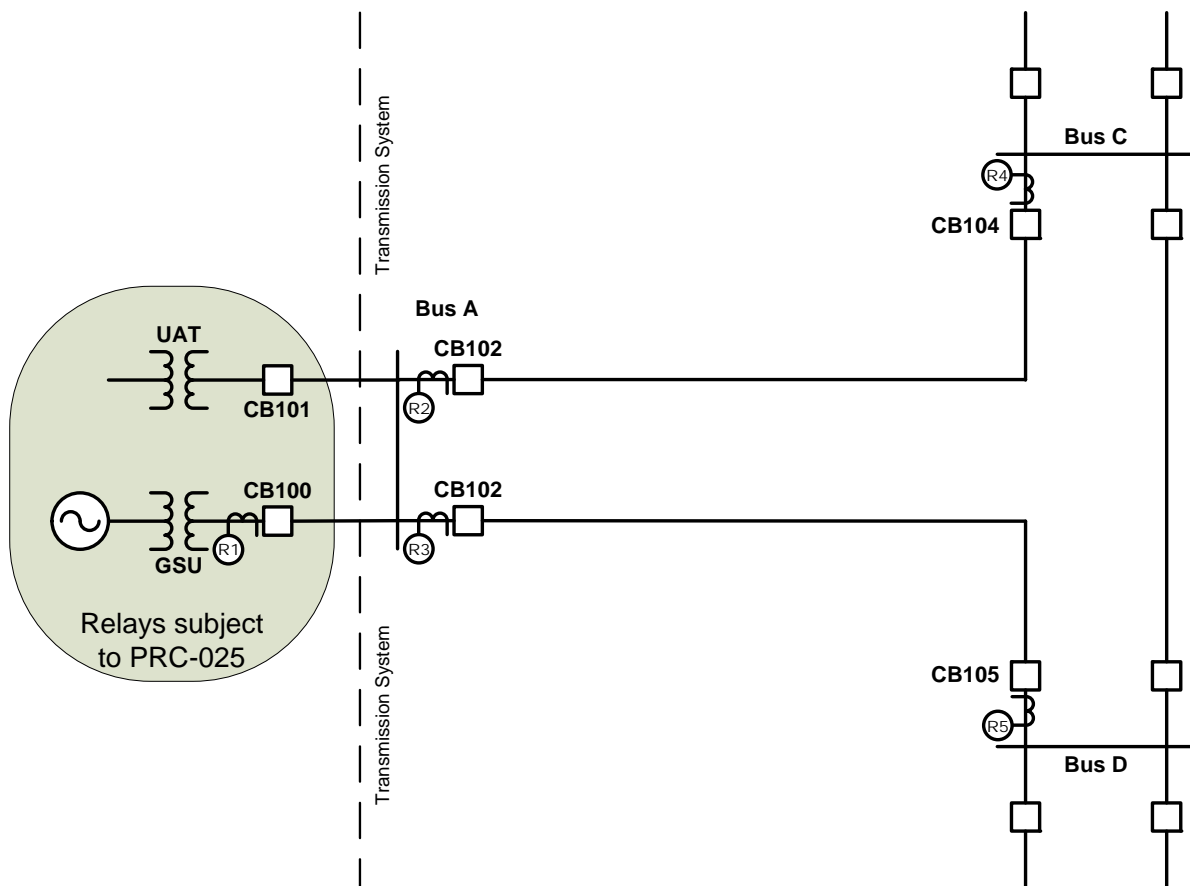 Transmission System
Bus C
R4
CB104
Bus A
UAT
CB102
CB101
R2
CB100
CB102
R1
R3
GSU
Relays subject
to PRC-025
Transmission System
CB105
R5
Bus D